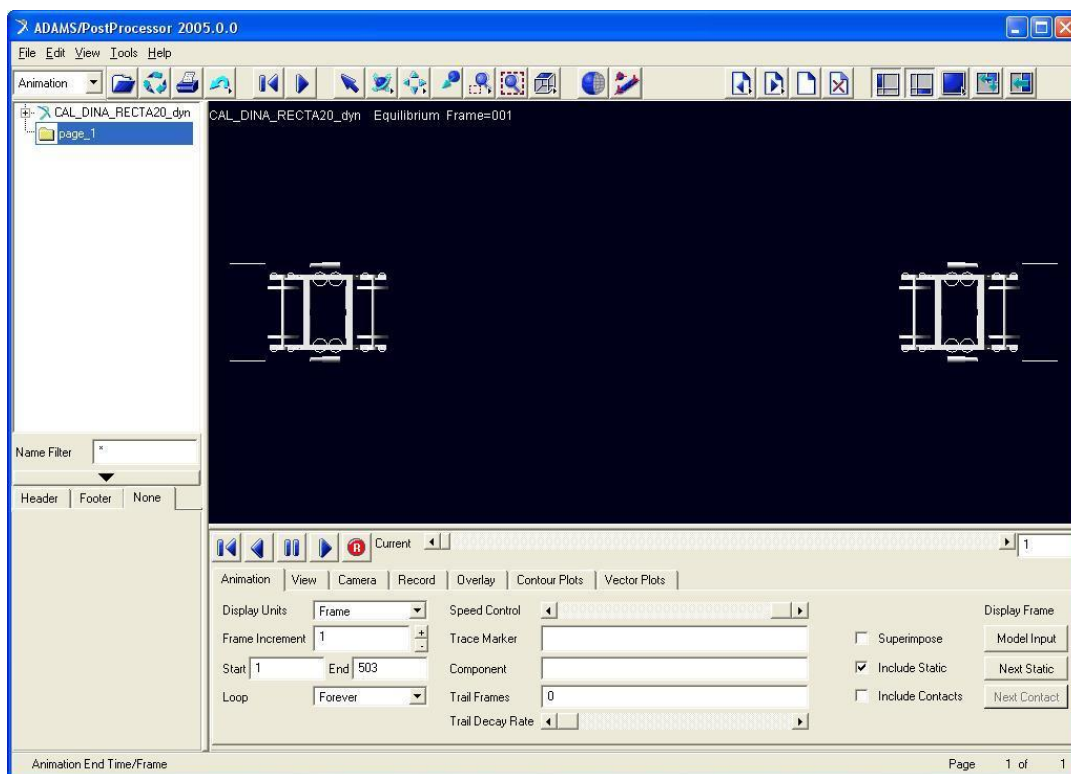 ADAMS/PostProcessor 2005.0.0
File Edit View Tools Help
Animation
CAL_DINA_RECTA20_dyn
page_1
CAL_DINA_RECTA20_dyn Equilibrium Frame=001
Name Filter *
Header Footer None
R Current 1
Animation View Camera Record Overlay Contour Plots Vector Plots
Display Units Frame Speed Control Display Frame
Frame Increment 1 + - Trace Marker Superimpose Model Input
Start 1 End 503 Component Include Static Next Static
Loop Forever Trail Frames 0 Include Contacts Next Contact
Trail Decay Rate
Animation End Time/Frame Page 1 of 1